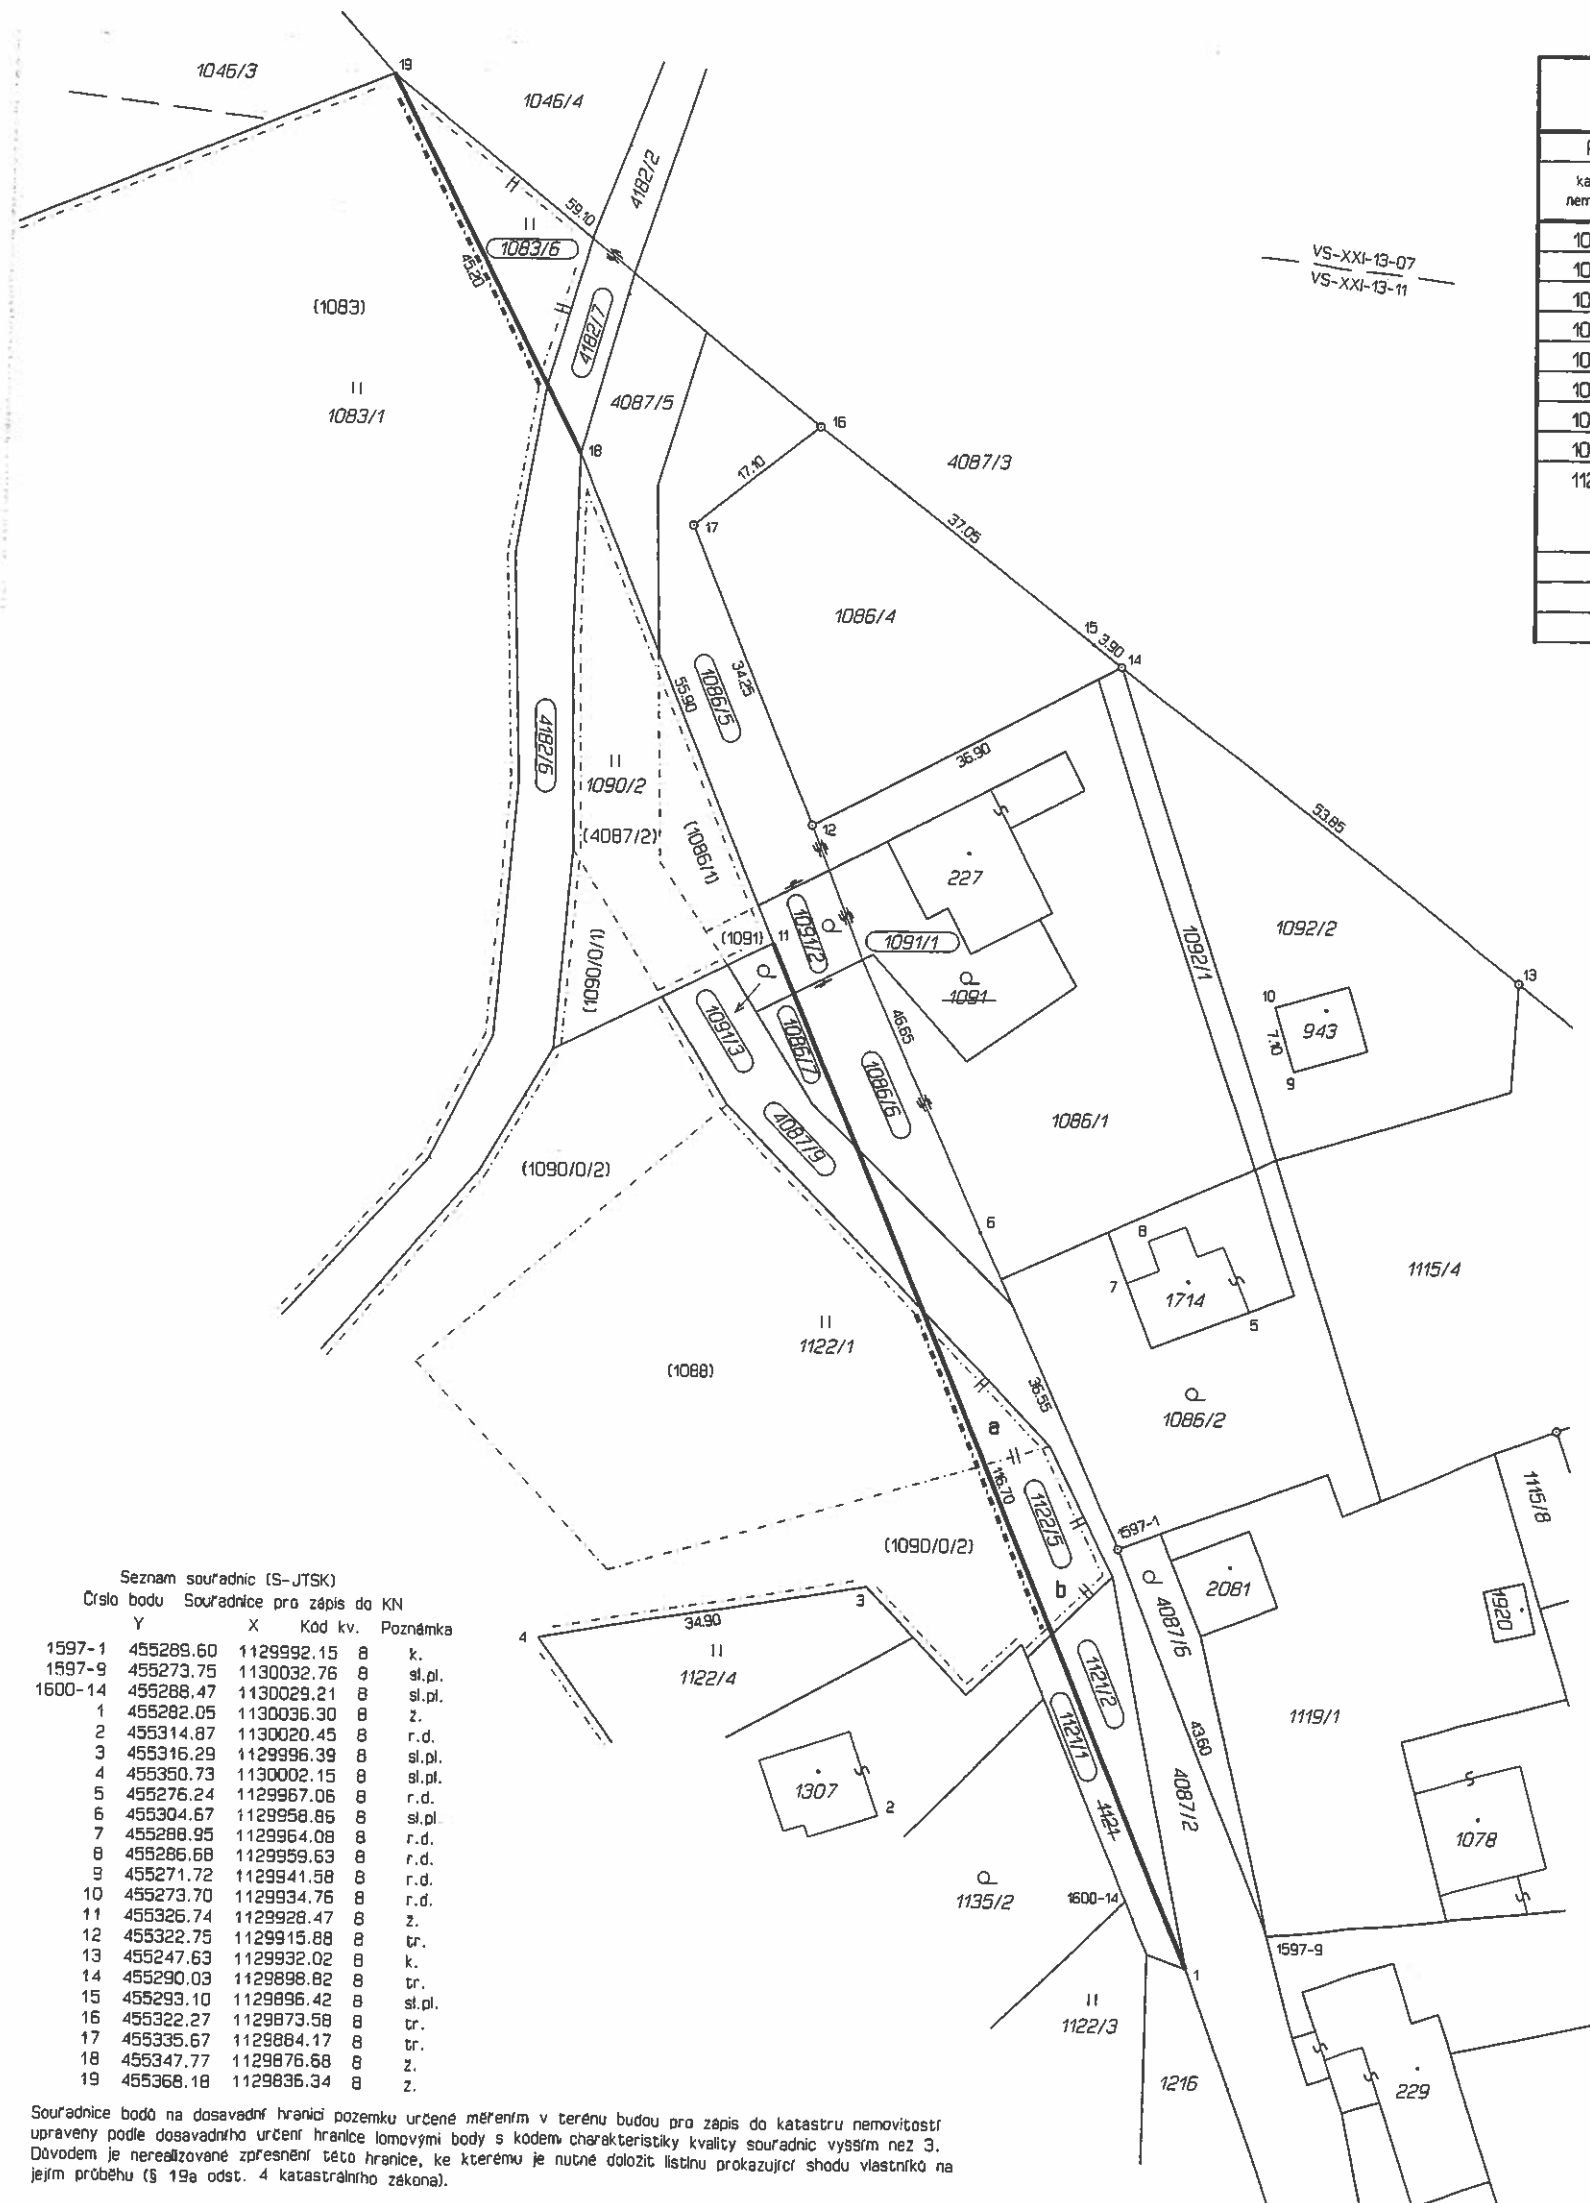 19
1046/3
1046/4
4182/2
H
59.10
II
1083/6
45.20
(1083)
H
4182/7
VS-XXI-13-07
VS-XXI-13-11
II
1083/1
4087/5
16
18
17.10
4087/3
17
37.05
1086/4
15
3.90
14
34.25
1086/5
55.90
4182/6
36.90
II
1090/2
S
53.85
(4087/2)
(1086/1)
12
227
1091/2
1091/1
1092/1
1092/2
(1091)
11
(1090/0/1)
1091
13
10
943
7.10
9
1091/3
1086/7
46.65
1086/6
1086/1
4087/9
(1090/0/2)
6
8
7
1714
S
5
1115/4
II
1122/1
(1088)
H
36.55
1086/2
a
II
116.70
1122/5
H
1115/8
1597-1
(1090/0/2)
b
H
2081
4087/6
1920
3
34.90
4
II
1122/4
1121/2
1121/1
43.60
1119/1
1307
S
2
1121
4087/2
S
1078
S
1135/2
1600-14
1597-9
1
II
1122/3
1216
S
S
229
10
10
10
10
10
10
10
10
112
Seznam souřadnic (S-JTSK)
Číslo bodu Souřadnice pro zápis do KN
Y X Kód kv. Poznámka
1597-1 455289.60 1129992.15 8 k.
1597-9 455273.75 1130032.76 8 sl.pl.
1600-14 455288.47 1130029.21 8 sl.pl.
1 455282.05 1130036.30 8 ž.
2 455314.87 1130020.45 8 r.d.
3 455316.29 1129996.39 8 sl.pl.
4 455350.73 1130002.15 8 sl.pl.
5 455276.24 1129967.06 8 r.d.
6 455304.67 1129958.85 8 sl.pl.
7 455288.95 1129964.08 8 r.d.
8 455286.68 1129959.63 8 r.d.
9 455271.72 1129941.58 8 r.d.
10 455273.70 1129934.76 8 r.d.
11 455326.74 1129928.47 8 ž.
12 455322.75 1129915.88 8 tr.
13 455247.63 1129932.02 8 k.
14 455290.03 1129898.82 8 tr.
15 455293.10 1129896.42 8 sl.pl.
16 455322.27 1129873.58 8 tr.
17 455335.67 1129884.17 8 tr.
18 455347.77 1129876.68 8 ž.
19 455368.18 1129836.34 8 ž.
Souřadnice bodů na dosavadní hranici pozemku určené měřením v terénu budou pro zápis do katastru nemovitostí
upraveny podle dosavadního určení hranice lomovými body s kódem charakteristiky kvality souřadnic vyšším než 3.
Důvodem je nerealizované zpřesnění této hranice, ke kterému je nutné doložit listinu prokazující shodu vlastníků na
jejím průběhu (§ 19a odst. 4 katastrálního zákona).